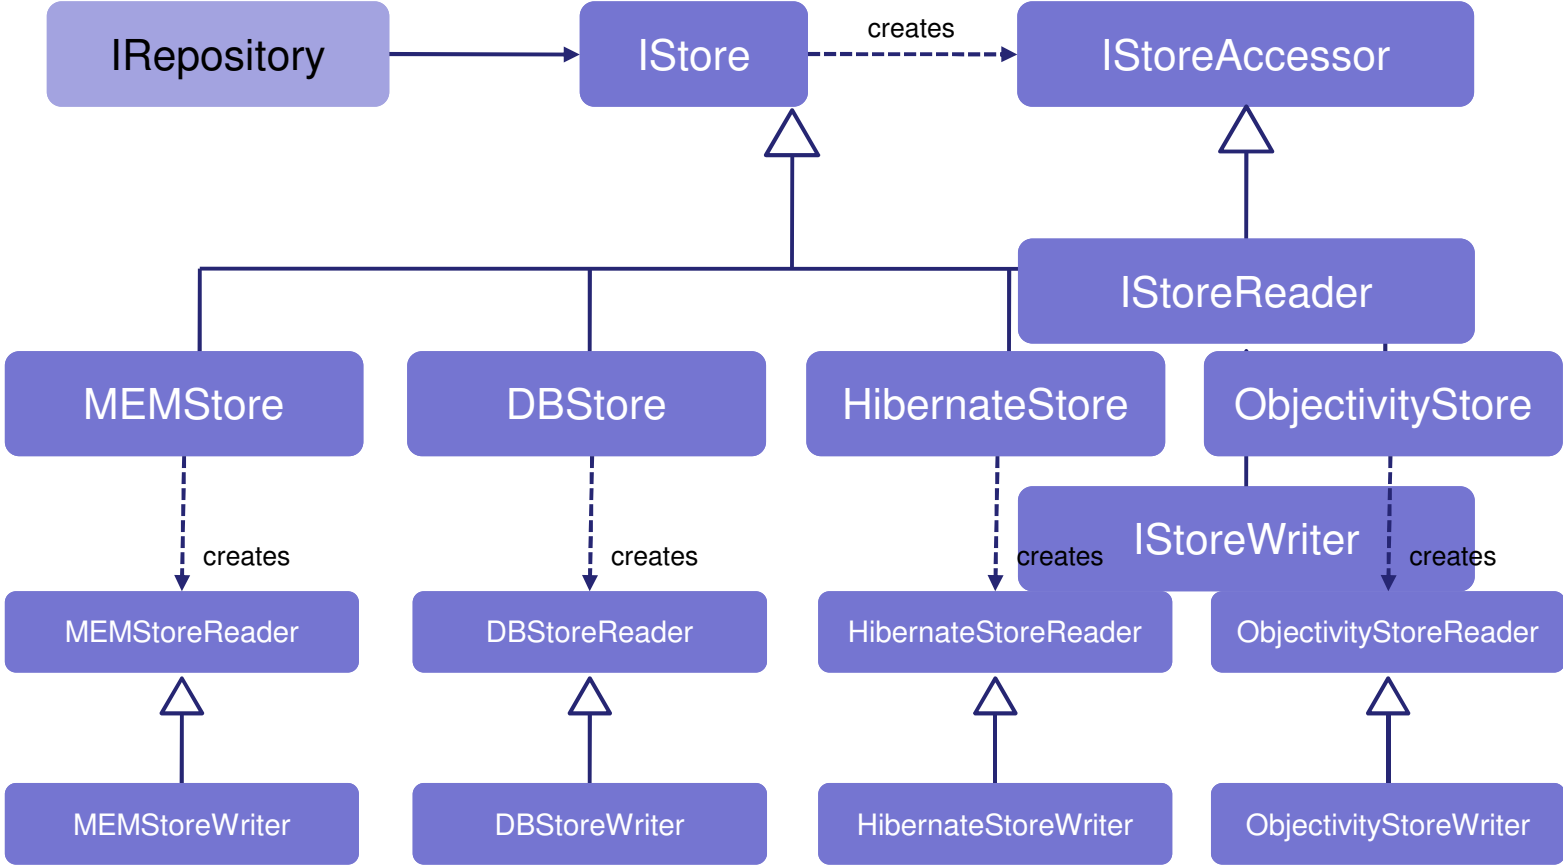 creates
IRepository
IStore
IStoreAccessor
IStoreReader
MEMStore
DBStore
HibernateStore
ObjectivityStore
IStoreWriter
creates
creates
creates
creates
MEMStoreReader
DBStoreReader
HibernateStoreReader
ObjectivityStoreReader
MEMStoreWriter
DBStoreWriter
HibernateStoreWriter
ObjectivityStoreWriter